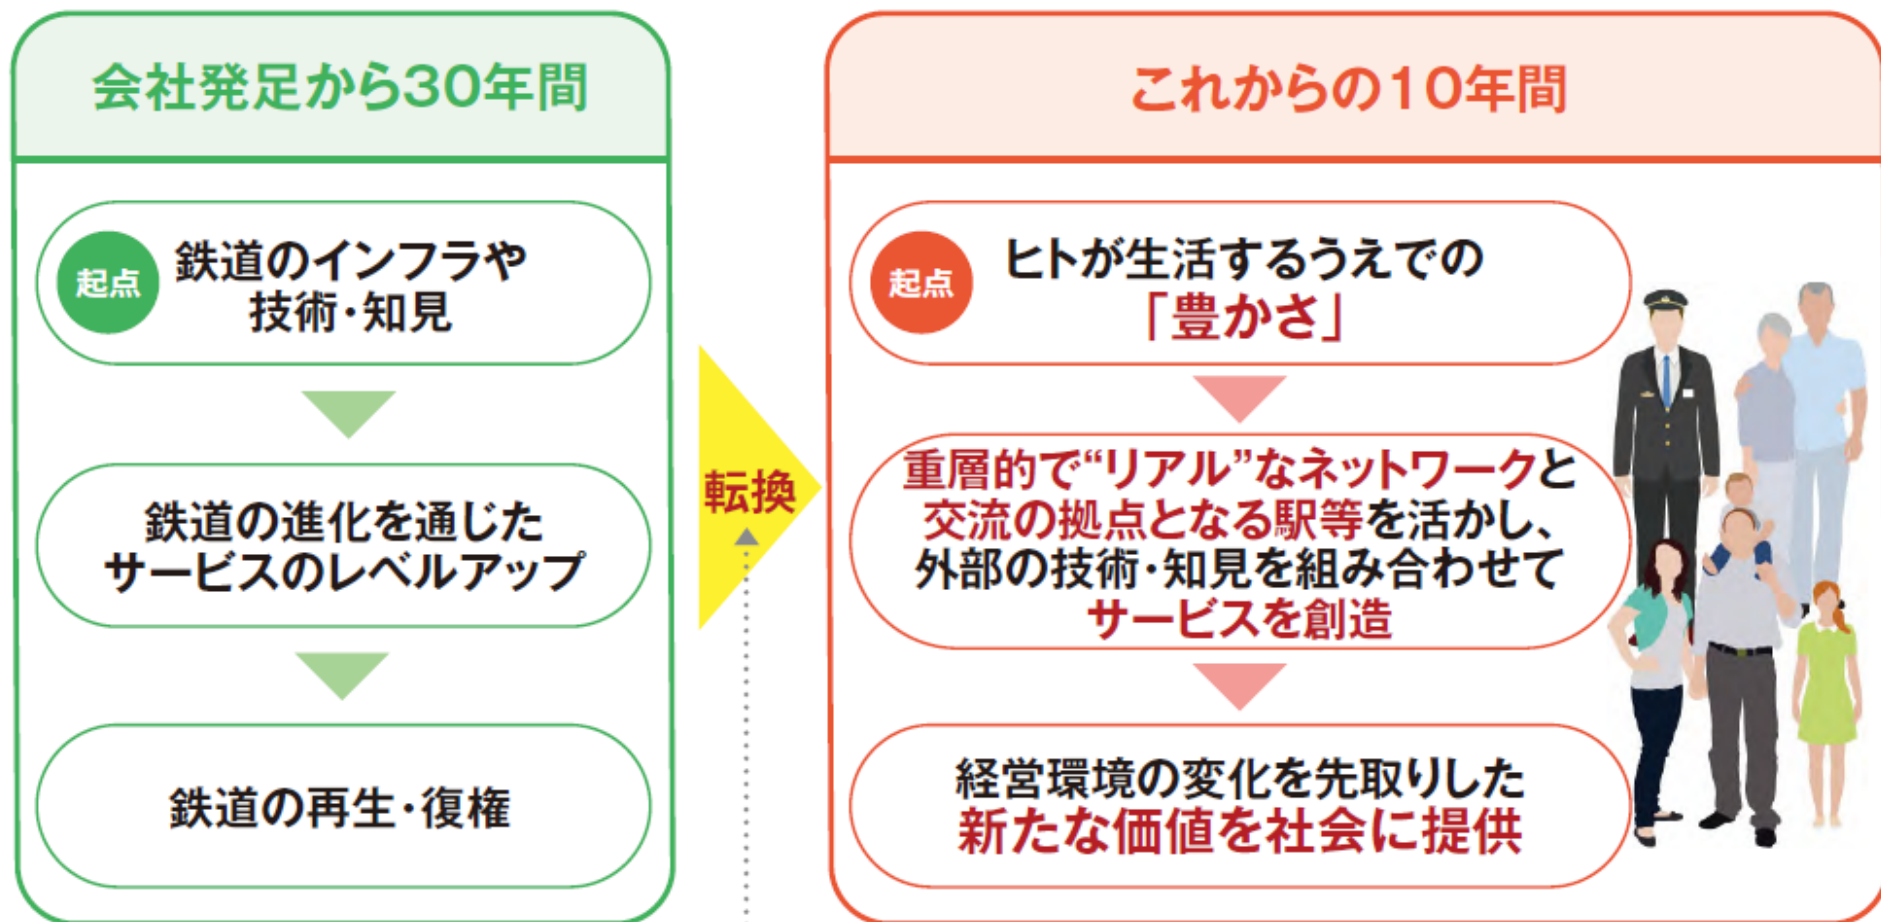 会社発足から30年間
起点
鉄道のインフラや
技術・知見
鉄道の進化を通じた
サービスのレベルアップ
鉄道の再生・復権
転換
これからの10年間
起点
ヒトが生活するうえでの
「豊かさ」
重層的で“リアル”なネットワークと
交流の拠点となる駅等を活かし、
外部の技術・知見を組み合わせて
サービスを創造
経営環境の変化を先取りした
新たな価値を社会に提供